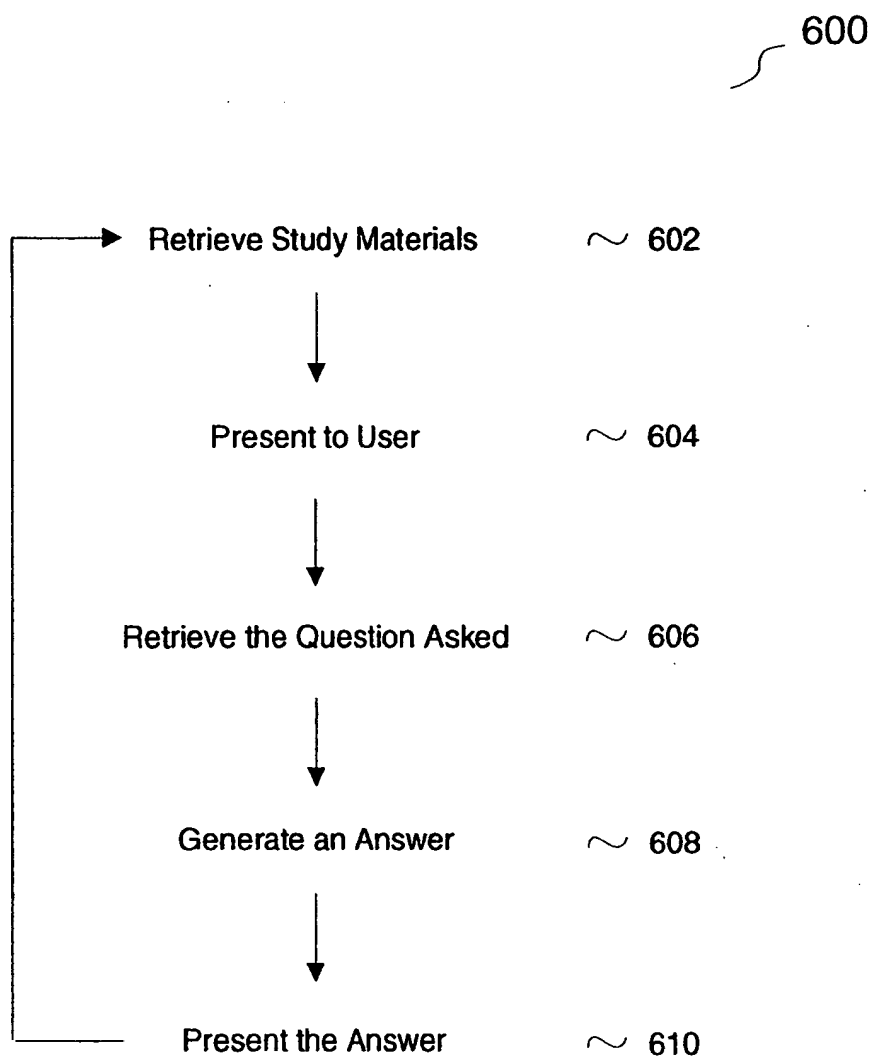 600
Retrieve Study Materials 602
Present to User 604
Retrieve the Question Asked 606
Generate an Answer 608
Present the Answer 610